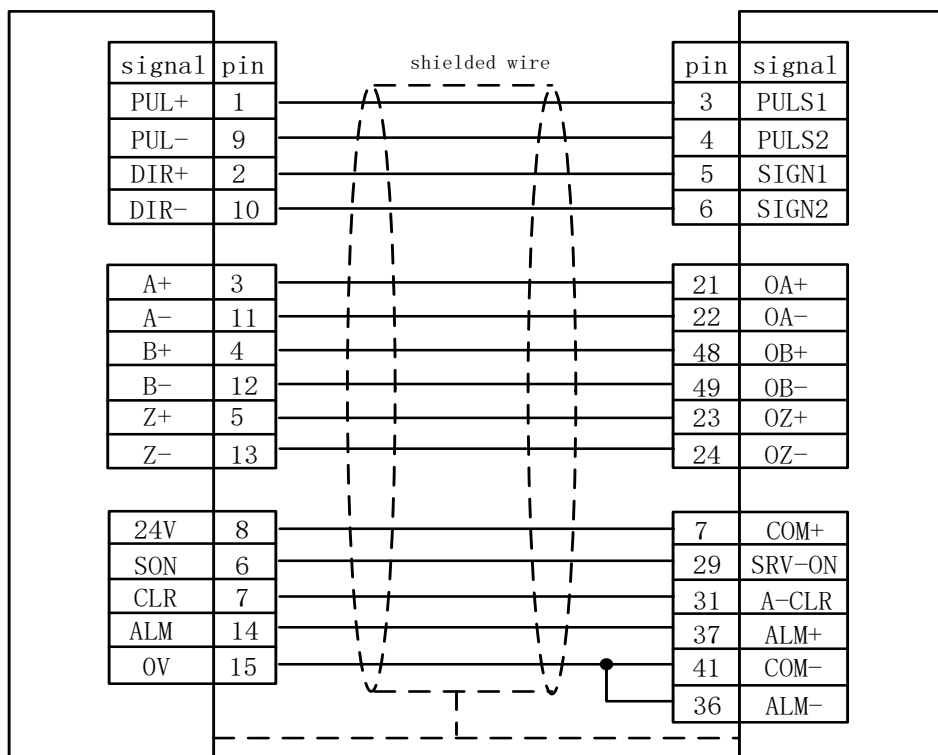 shielded wire
signal pin pin signal
PUL+ 1 3 PULS1
PUL- 9 4 PULS2
DIR+ 2 5 SIGN1
DIR- 10 6 SIGN2
A+ 3 21 OA+
A- 11 22 OA-
B+ 4 48 OB+
B- 12 49 OB-
Z+ 5 23 OZ+
Z- 13 24 OZ-
24V 8 7 COM+
SON 6 29 SRV-ON
CLR 7 31 A-CLR
ALM 14 37 ALM+
0V 15 41 COM-
36 ALM-